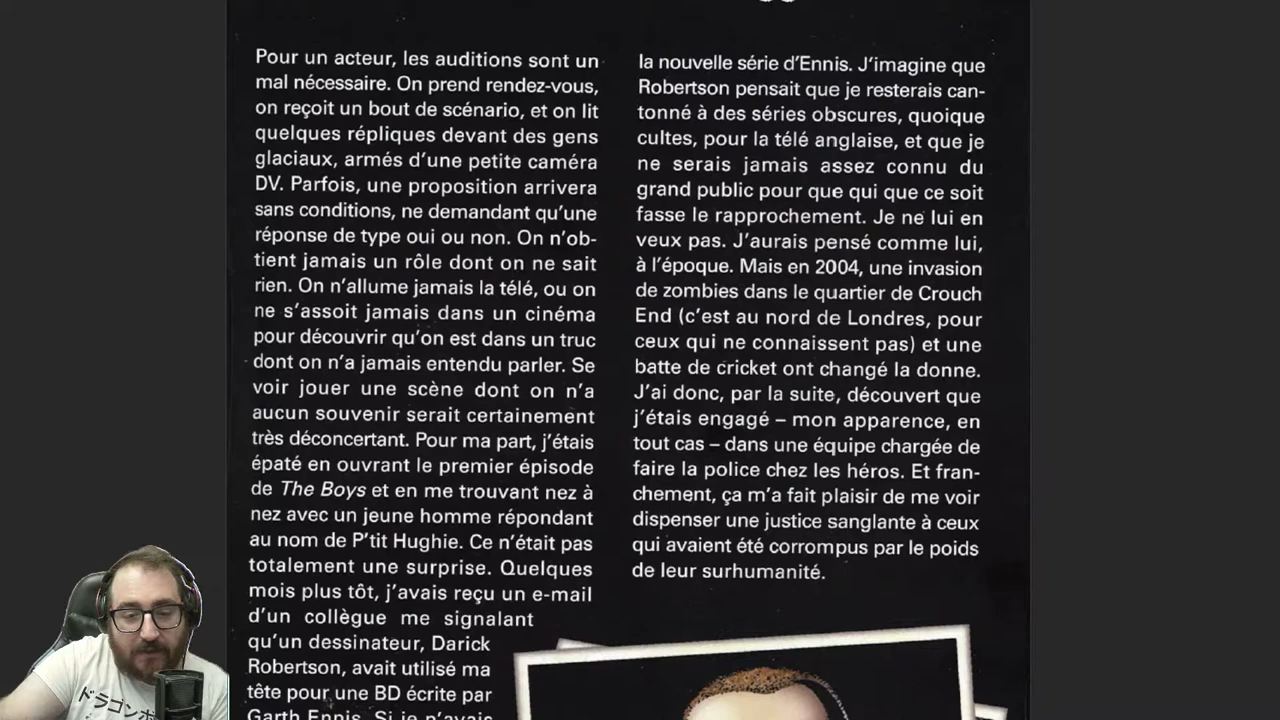 Pour un acteur, les auditions sont un
mal nécessaire. On prend rendez-vous,
on reçoit un bout de scénario, et on lit
quelques répliques devant des gens
glaciaux, armés d'une petite caméra
DV. Parfois, une proposition arrivera
sans conditions, ne demandant qu'une
réponse de type oui ou non. On n'ob-
tient jamais un rôle dont on ne sait
rien. On n'allume jamais la télé, ou on
ne s'assoit jamais dans un cinéma
pour découvrir qu'on est dans un truc
dont on n'a jamais entendu parler. Se
voir jouer une scène dont on n'a
aucun souvenir serait certainement
très déconcertant. Pour ma part, j'étais
épaté en ouvrant le premier épisode
de The Boys et en me trouvant nez à
nez avec un jeune homme répondant
au nom de P'tit Hughie. Ce n'était pas
totalement une surprise. Quelques
mois plus tôt, j'avais reçu un e-mail
d'un collègue me signalant
qu'un dessinateur, Darick
Robertson, avait utilisé ma
tête pour une BD écrite par
Garth Ennis. Si je n'avais
la nouvelle série d'Ennis. J'imagine que
Robertson pensait que je resterais can-
tonné à des séries obscures, quoique
cultes, pour la télé anglaise, et que je
ne serais jamais assez connu du
grand public pour que qui que ce soit
fasse le rapprochement. Je ne lui en
veux pas. J'aurais pensé comme lui,
à l'époque. Mais en 2004, une invasion
de zombies dans le quartier de Crouch
End (c'est au nord de Londres, pour
ceux qui ne connaissent pas) et une
batte de cricket ont changé la donne.
J'ai donc, par la suite, découvert que
j'étais engagé – mon apparence, en
tout cas – dans une équipe chargée de
faire la police chez les héros. Et fran-
chement, ça m'a fait plaisir de me voir
dispenser une justice sanglante à ceux
qui avaient été corrompus par le poids
de leur surhumanité.
ドラゴンボ